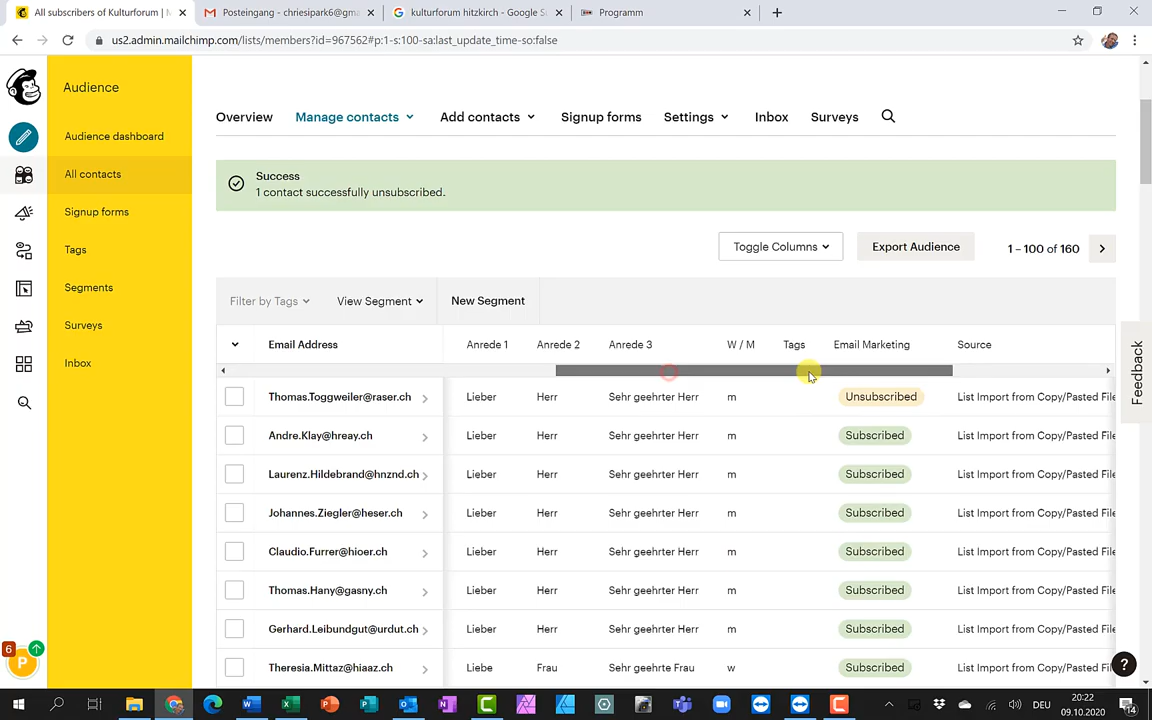 All subscribers of Kulturforum | M
Posteingang - chriesipark6@gma
kulturforum hitzkirch - Google S
Programm
us2.admin.mailchimp.com/lists/members?id=967562#p:1-s:100-sa:last_update_time-so:false
Audience
Audience dashboard
All contacts
Signup forms
Tags
Segments
Surveys
Inbox
Overview
Manage contacts
Add contacts
Signup forms
Settings
Inbox
Surveys
Success
1 contact successfully unsubscribed.
Toggle Columns
Export Audience
1 – 100 of 160
Filter by Tags
View Segment
New Segment
Email Address
Anrede 1
Anrede 2
Anrede 3
W / M
Tags
Email Marketing
Source
Thomas.Toggweiler@raser.ch Lieber Herr Sehr geehrter Herr m Unsubscribed List Import from Copy/Pasted File
Andre.Klay@hreay.ch Lieber Herr Sehr geehrter Herr m Subscribed List Import from Copy/Pasted File
Laurenz.Hildebrand@hnznd.ch Lieber Herr Sehr geehrter Herr m Subscribed List Import from Copy/Pasted File
Johannes.Ziegler@heser.ch Lieber Herr Sehr geehrter Herr m Subscribed List Import from Copy/Pasted File
Claudio.Furrer@hioer.ch Lieber Herr Sehr geehrter Herr m Subscribed List Import from Copy/Pasted File
Thomas.Hany@gasny.ch Lieber Herr Sehr geehrter Herr m Subscribed List Import from Copy/Pasted File
Gerhard.Leibundgut@urdut.ch Lieber Herr Sehr geehrter Herr m Subscribed List Import from Copy/Pasted File
Theresia.Mittaz@hiaaz.ch Liebe Frau Sehr geehrte Frau w Subscribed List Import from Copy/Pasted File
Feedback
6
P
?
DEU
20:22
09.10.2020
14